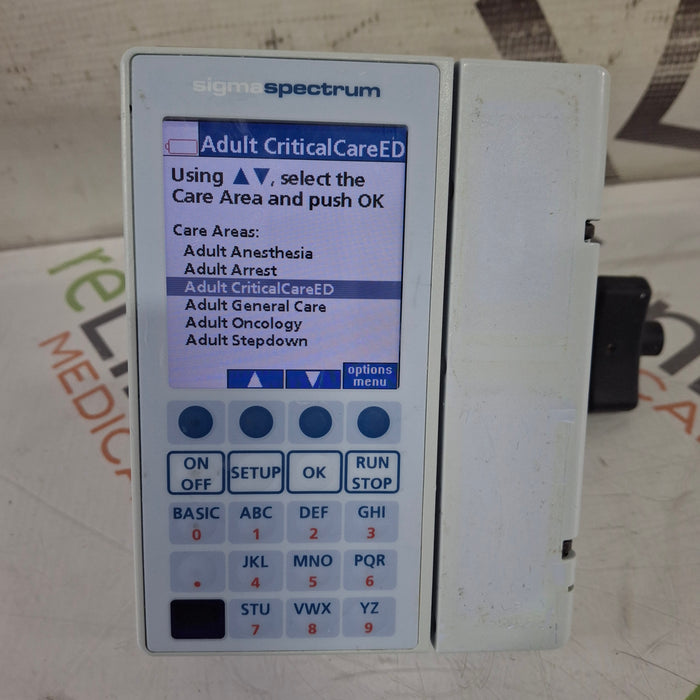 sigmaspectrum
Adult CriticalCareED
Using ▲▼, select the
Care Area and push OK
Care Areas:
Adult Anesthesia
Adult Arrest
Adult CriticalCareED
Adult General Care
Adult Oncology
Adult Stepdown
options
menu
ON
OFF
SETUP
OK
RUN
STOP
BASIC ABC DEF GHI
0 1 2 3
JKL MNO PQR
. 4 5 6
STU VWX YZ
7 8 9